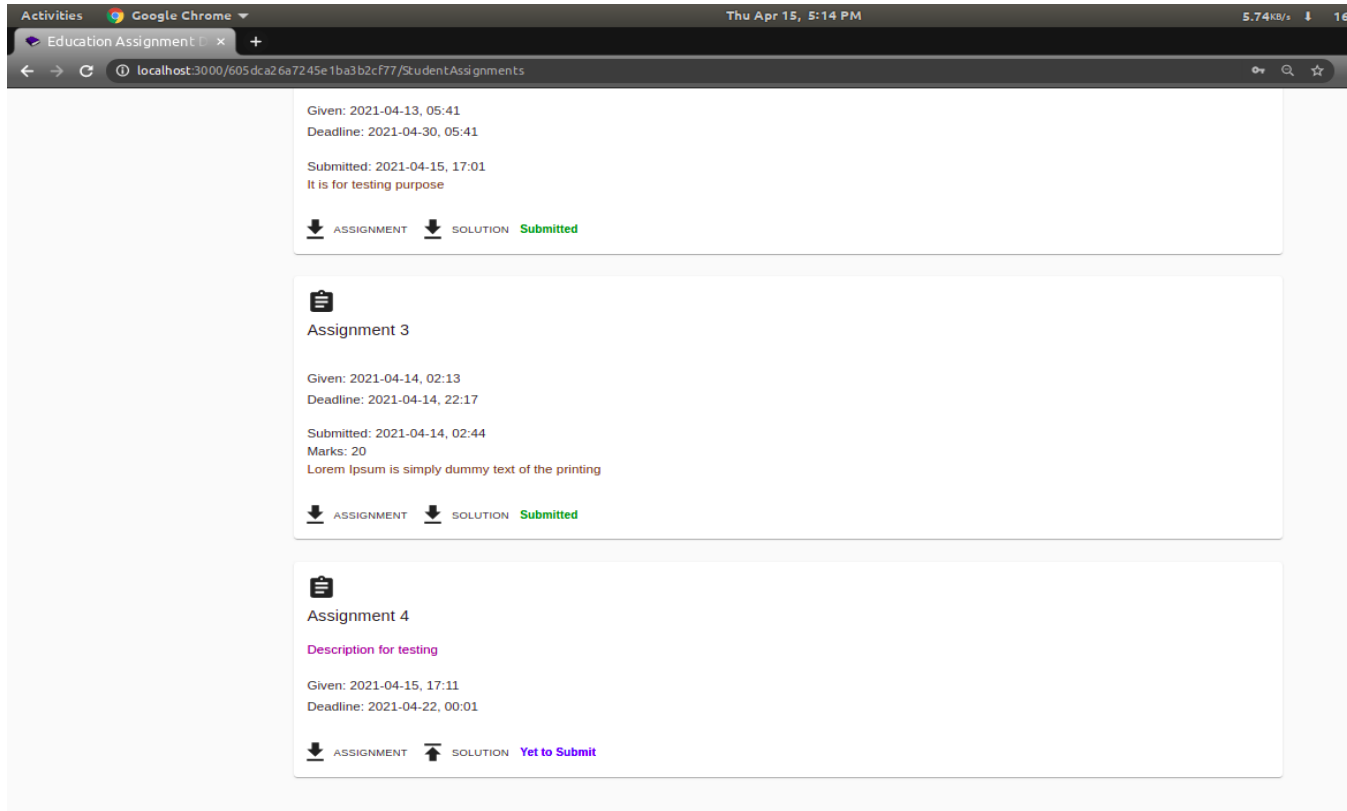 Activities Google Chrome Thu Apr 15, 5:14 PM 5.74KB/s 16
Education Assignment
localhost:3000/605dca26a7245e1ba3b2cf77/StudentAssignments
Given: 2021-04-13, 05:41
Deadline: 2021-04-30, 05:41
Submitted: 2021-04-15, 17:01
It is for testing purpose
ASSIGNMENT SOLUTION Submitted
Assignment 3
Given: 2021-04-14, 02:13
Deadline: 2021-04-14, 22:17
Submitted: 2021-04-14, 02:44
Marks: 20
Lorem Ipsum is simply dummy text of the printing
ASSIGNMENT SOLUTION Submitted
Assignment 4
Description for testing
Given: 2021-04-15, 17:11
Deadline: 2021-04-22, 00:01
ASSIGNMENT SOLUTION Yet to Submit